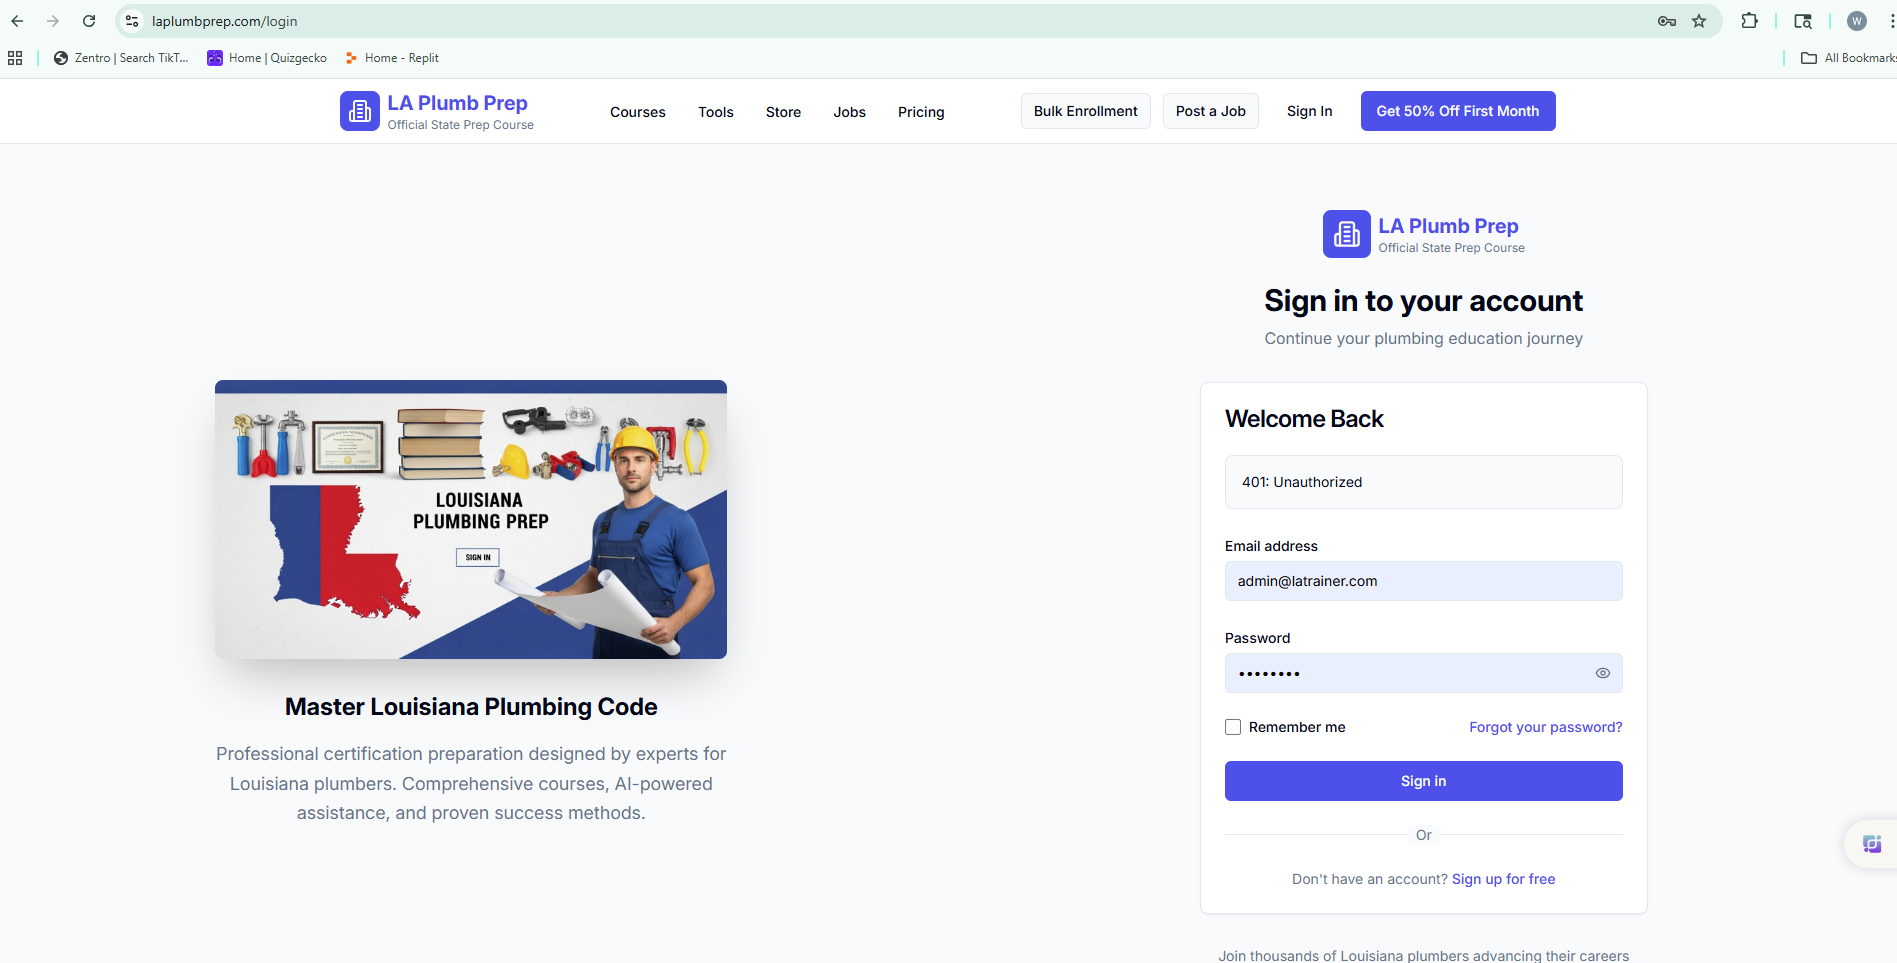 laplumbprep.com/login
W
Zentro | Search TikT...
Home | Quizgecko
Home - Replit
All Bookmarks
LA Plumb Prep
Official State Prep Course
Courses
Tools
Store
Jobs
Pricing
Bulk Enrollment
Post a Job
Sign In
Get 50% Off First Month
LOUISIANA
PLUMBING PREP
SIGN IN
Master Louisiana Plumbing Code
Professional certification preparation designed by experts for
Louisiana plumbers. Comprehensive courses, AI-powered
assistance, and proven success methods.
LA Plumb Prep
Official State Prep Course
Sign in to your account
Continue your plumbing education journey
Welcome Back
401: Unauthorized
Email address
admin@latrainer.com
Password
••••••••
Remember me
Forgot your password?
Sign in
Or
Don't have an account? Sign up for free
Join thousands of Louisiana plumbers advancing their careers